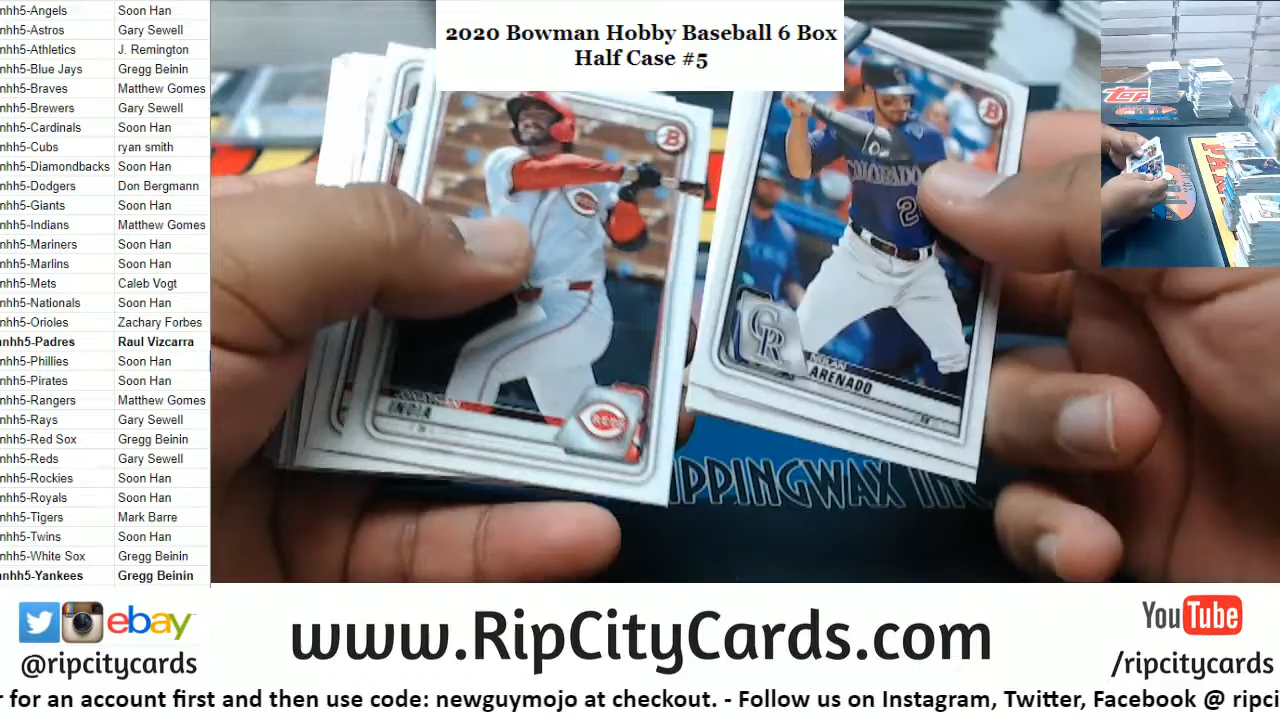 nhh5-Angels Soon Han
nhh5-Astros Gary Sewell
nhh5-Athletics J. Remington
nhh5-Blue Jays Gregg Beinin
nhh5-Braves Matthew Gomes
nhh5-Brewers Gary Sewell
nhh5-Cardinals Soon Han
nhh5-Cubs ryan smith
nhh5-Diamondbacks Soon Han
nhh5-Dodgers Don Bergmann
nhh5-Giants Soon Han
nhh5-Indians Matthew Gomes
nhh5-Mariners Soon Han
nhh5-Marlins Soon Han
nhh5-Mets Caleb Vogt
nhh5-Nationals Soon Han
nhh5-Orioles Zachary Forbes
nhh5-Padres Raul Vizcarra
nhh5-Phillies Soon Han
nhh5-Pirates Soon Han
nhh5-Rangers Matthew Gomes
nhh5-Rays Gary Sewell
nhh5-Red Sox Gregg Beinin
nhh5-Reds Gary Sewell
nhh5-Rockies Soon Han
nhh5-Royals Soon Han
nhh5-Tigers Mark Barre
nhh5-Twins Soon Han
nhh5-White Sox Gregg Beinin
nhh5-Yankees Gregg Beinin
2020 Bowman Hobby Baseball 6 Box
Half Case #5
B
B
COLORADO
2
CR
ARENADO
INDIA
REDS
IPPINGWAX INC
Topps
ebay
@ripcitycards
www.RipCityCards.com
YouTube
/ripcitycards
r for an account first and then use code: newguymojo at checkout. - Follow us on Instagram, Twitter, Facebook @ ripci